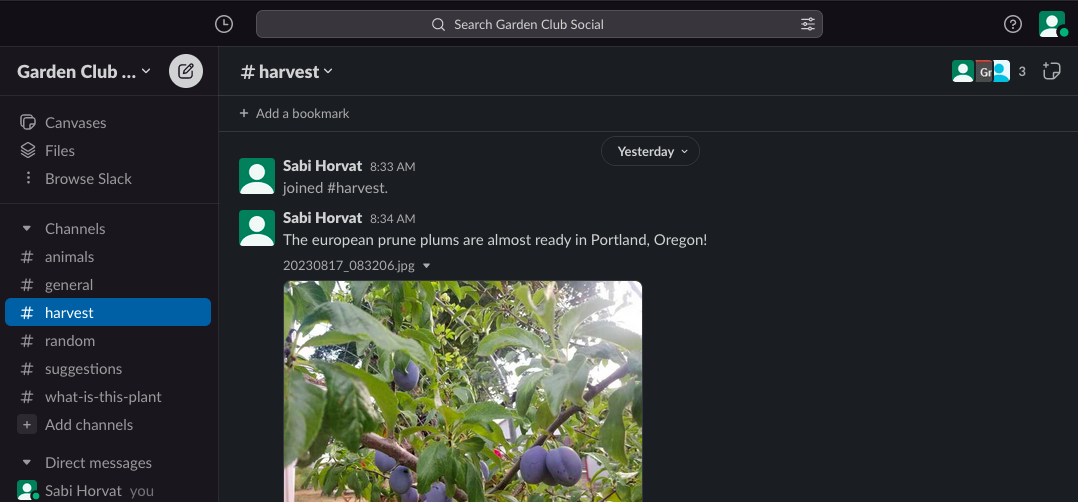 Search Garden Club Social
Garden Club ...
# harvest
Gr
3
+ Add a bookmark
Canvases
Files
Browse Slack
Channels
# animals
# general
# harvest
# random
# suggestions
# what-is-this-plant
+ Add channels
Direct messages
Sabi Horvat you
Yesterday
Sabi Horvat 8:33 AM
joined #harvest.
Sabi Horvat 8:34 AM
The european prune plums are almost ready in Portland, Oregon!
20230817_083206.jpg